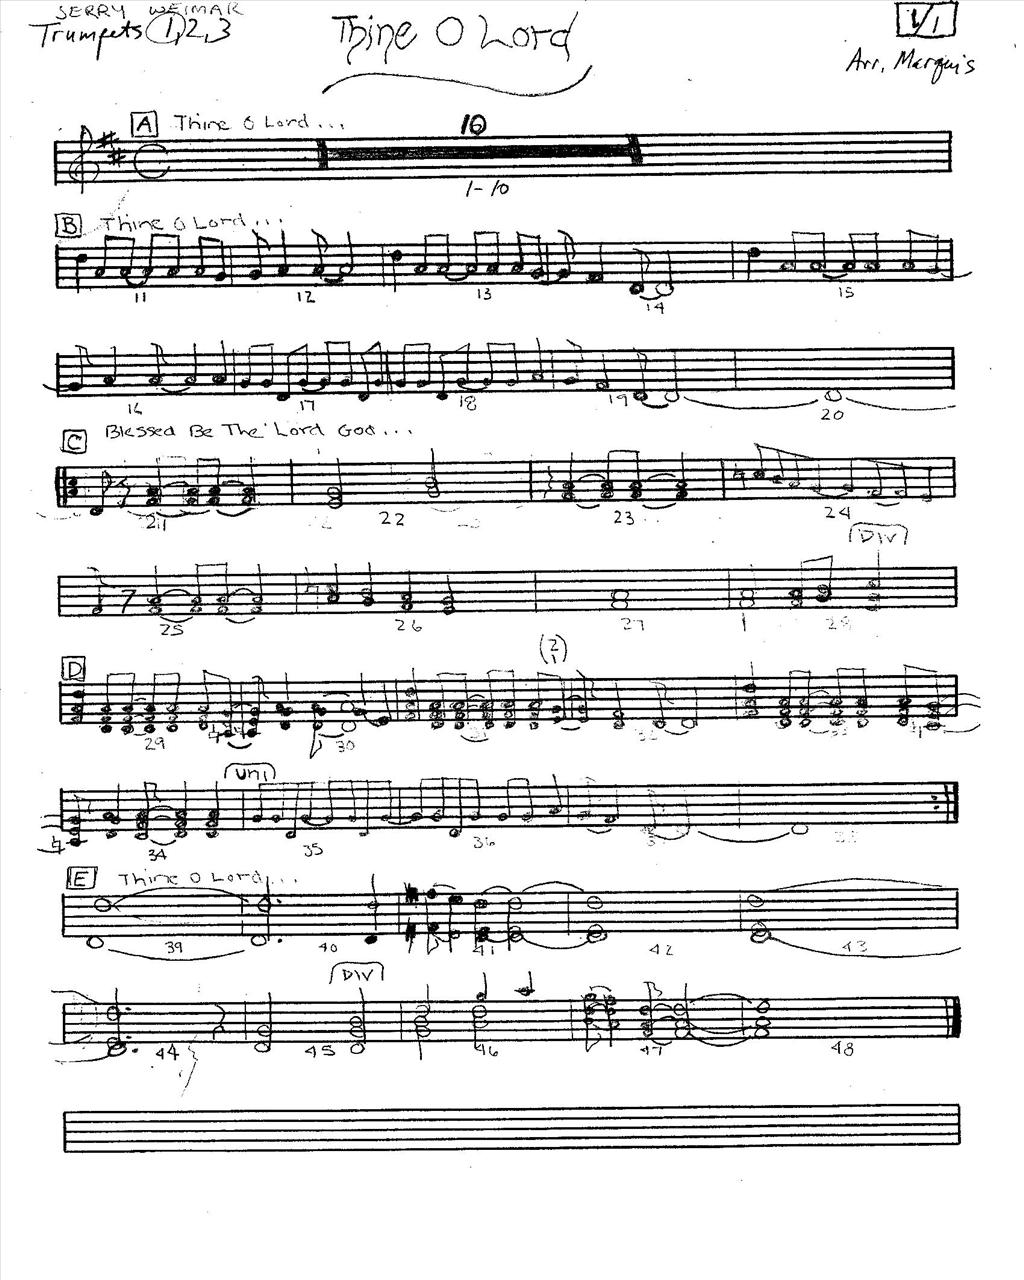 JERRY WEIMAR
Trumpets 1, 2, 3
Thine O Lord
1/1
Arr. Marquis
A Thine O Lord...
10
1-10
B Thine O Lord...
11 12 13 14 15
16 17 18 19 20
C Blessed Be The Lord God...
21 22 23 24
Div
25 26 27 28
D
(2/1)
29 30 31 32 33
uni
34 35 36 37 38
E Thine O Lord...
39 40 41 42 43
Div
44 45 46 47 48